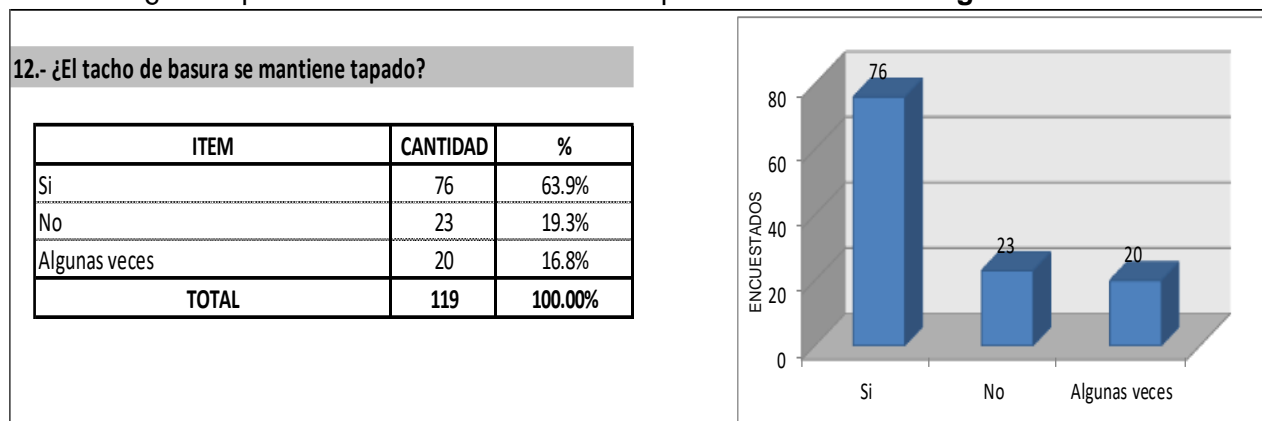 12.- ¿El tacho de basura se mantiene tapado?
ITEM CANTIDAD %
Si 76 63.9%
No 23 19.3%
Algunas veces 20 16.8%
TOTAL 119 100.00%
ENCUESTADOS
80
60
40
20
0
76
23
20
Si No Algunas veces